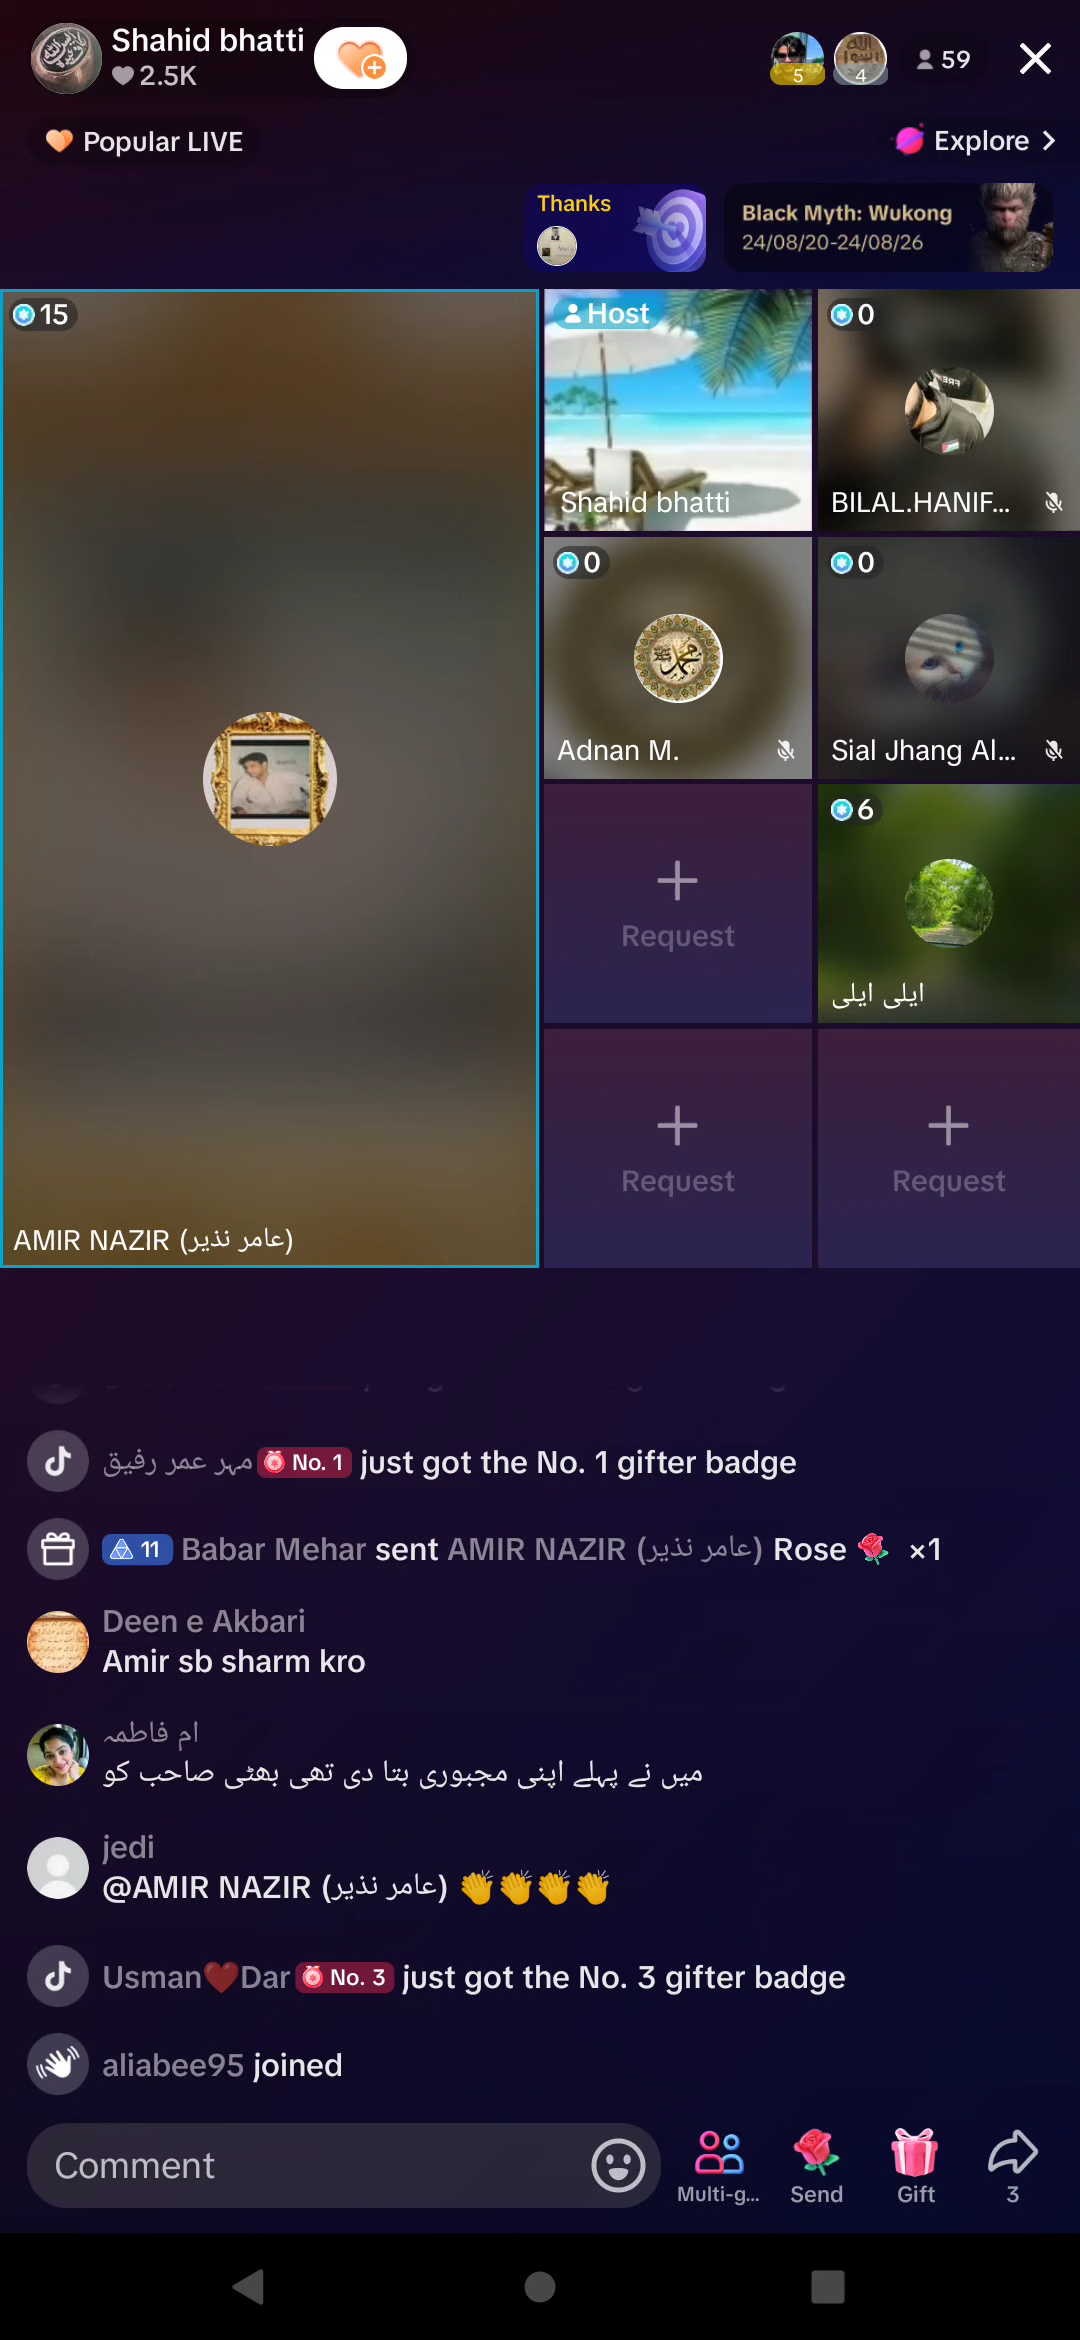 Shahid bhatti
2.5K
5
4
59
Popular LIVE
Explore
Thanks
Black Myth: Wukong
24/08/20-24/08/26
15
Host
Shahid bhatti
0
BILAL.HANIF...
0
Adnan M.
0
Sial Jhang Al...
Request
6
ایلی ایلی
AMIR NAZIR (عامر نذیر)
Request
Request
مہر عمر رفیق No. 1 just got the No. 1 gifter badge
11 Babar Mehar sent AMIR NAZIR (عامر نذیر) Rose 🌹 ×1
Deen e Akbari
Amir sb sharm kro
ام فاطمہ
میں نے پہلے اپنی مجبوری بتا دی تھی بھٹی صاحب کو
jedi
@AMIR NAZIR (عامر نذیر) 👏👏👏👏
Usman❤️Dar No. 3 just got the No. 3 gifter badge
aliabee95 joined
Comment
Multi-g...
Send
Gift
3